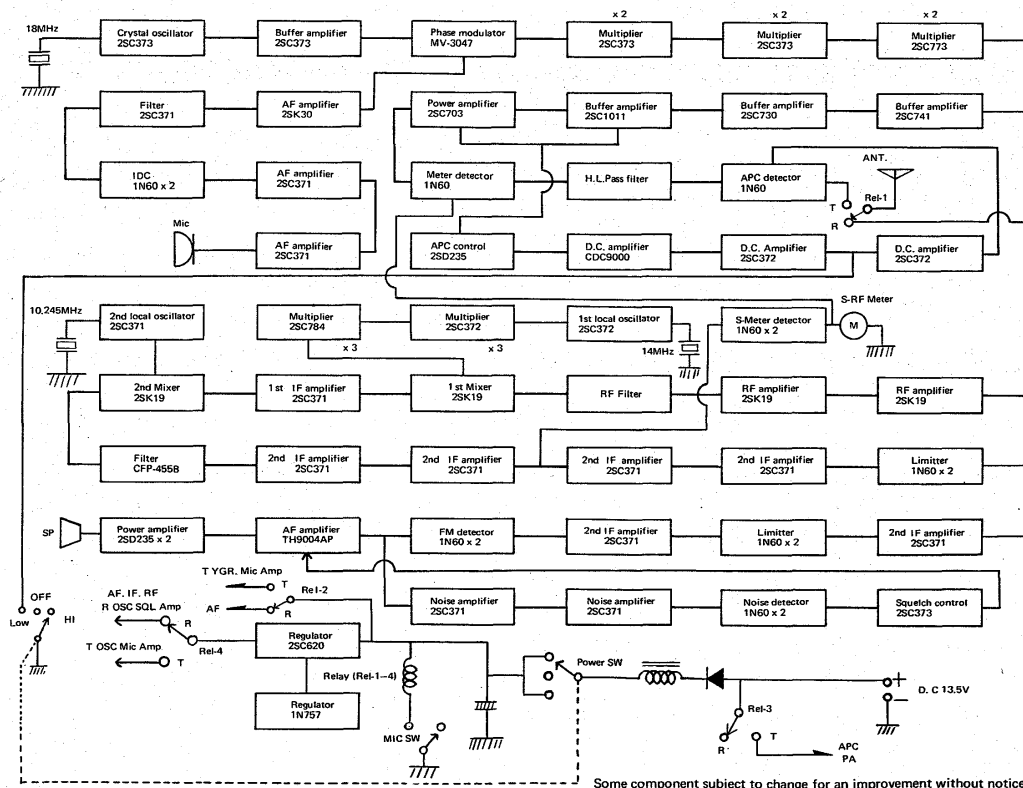 x 2
x 2
x 2
18MHz
Crystal oscillator
2SC373
Buffer amplifier
2SC373
Phase modulator
MV-3047
Multiplier
2SC373
Multiplier
2SC373
Multiplier
2SC773
Filter
2SC371
AF amplifier
2SK30
Power amplifier
2SC703
Buffer amplifier
2SC1011
Buffer amplifier
2SC730
Buffer amplifier
2SC741
IDC
1N60 x 2
AF amplifier
2SC371
Meter detector
1N60
H.L.Pass filter
APC detector
1N60
ANT.
T
Rel-1
R
Mic
AF amplifier
2SC371
APC control
2SD235
D.C. amplifier
CDC9000
D.C. Amplifier
2SC372
D.C. amplifier
2SC372
10,245MHz
2nd local oscillator
2SC371
Multiplier
2SC784
x 3
Multiplier
2SC372
x 3
1st local oscillator
2SC372
14MHz
S-Meter detector
1N60 x 2
S-RF Meter
M
2nd Mixer
2SK19
1st IF amplifier
2SC371
1st Mixer
2SK19
RF Filter
RF amplifier
2SK19
RF amplifier
2SK19
Filter
CFP-455B
2nd IF amplifier
2SC371
2nd IF amplifier
2SC371
2nd IF amplifier
2SC371
2nd IF amplifier
2SC371
Limitter
1N60 x 2
SP
Power amplifier
2SD235 x 2
AF amplifier
TH9004AP
FM detector
1N60 x 2
2nd IF amplifier
2SC371
Limitter
1N60 x 2
2nd IF amplifier
2SC371
T YGR. Mic Amp
T
Rel-2
AF
R
Noise amplifier
2SC371
Noise amplifier
2SC371
Noise detector
1N60 x 2
Squelch control
2SC373
OFF
Low
HI
AF. IF. RF
R OSC SQL Amp
R
Rel-4
T OSC Mic Amp
T
Regulator
2SC620
Relay (Rel-1–4)
Regulator
1N757
MIC SW
Power SW
+
–
D. C 13.5V
Rel-3
R
T
APC
PA
Some component subject to change for an improvement without notice